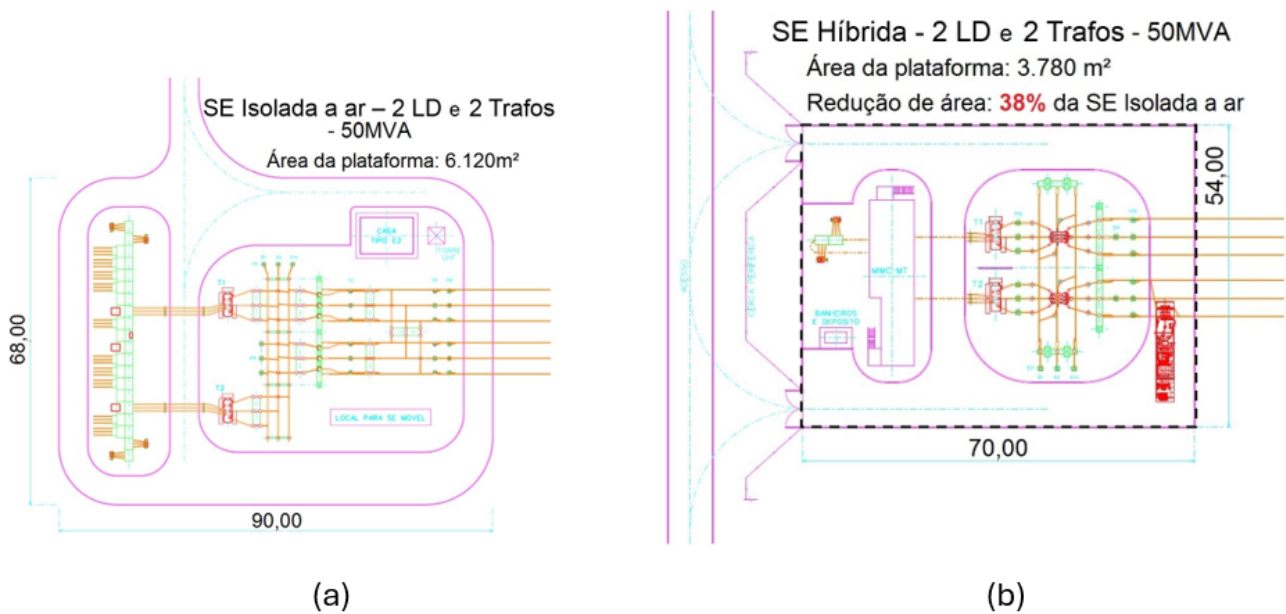 SE Isolada a ar – 2 LD e 2 Trafos
- 50MVA
Área da plataforma: 6.120m²
68,00
90,00
CASA
TIPO E2
TORRE
UHF
T1
T2
LOCAL PARA SE MOVEL
(a)
SE Híbrida - 2 LD e 2 Trafos - 50MVA
Área da plataforma: 3.780 m²
Redução de área: 38% da SE Isolada a ar
54,00
70,00
ACESSO
CERCA PERIFERICA
MMC-MT
BANHEIROS
E DEPOSITO
T1
T2
(b)